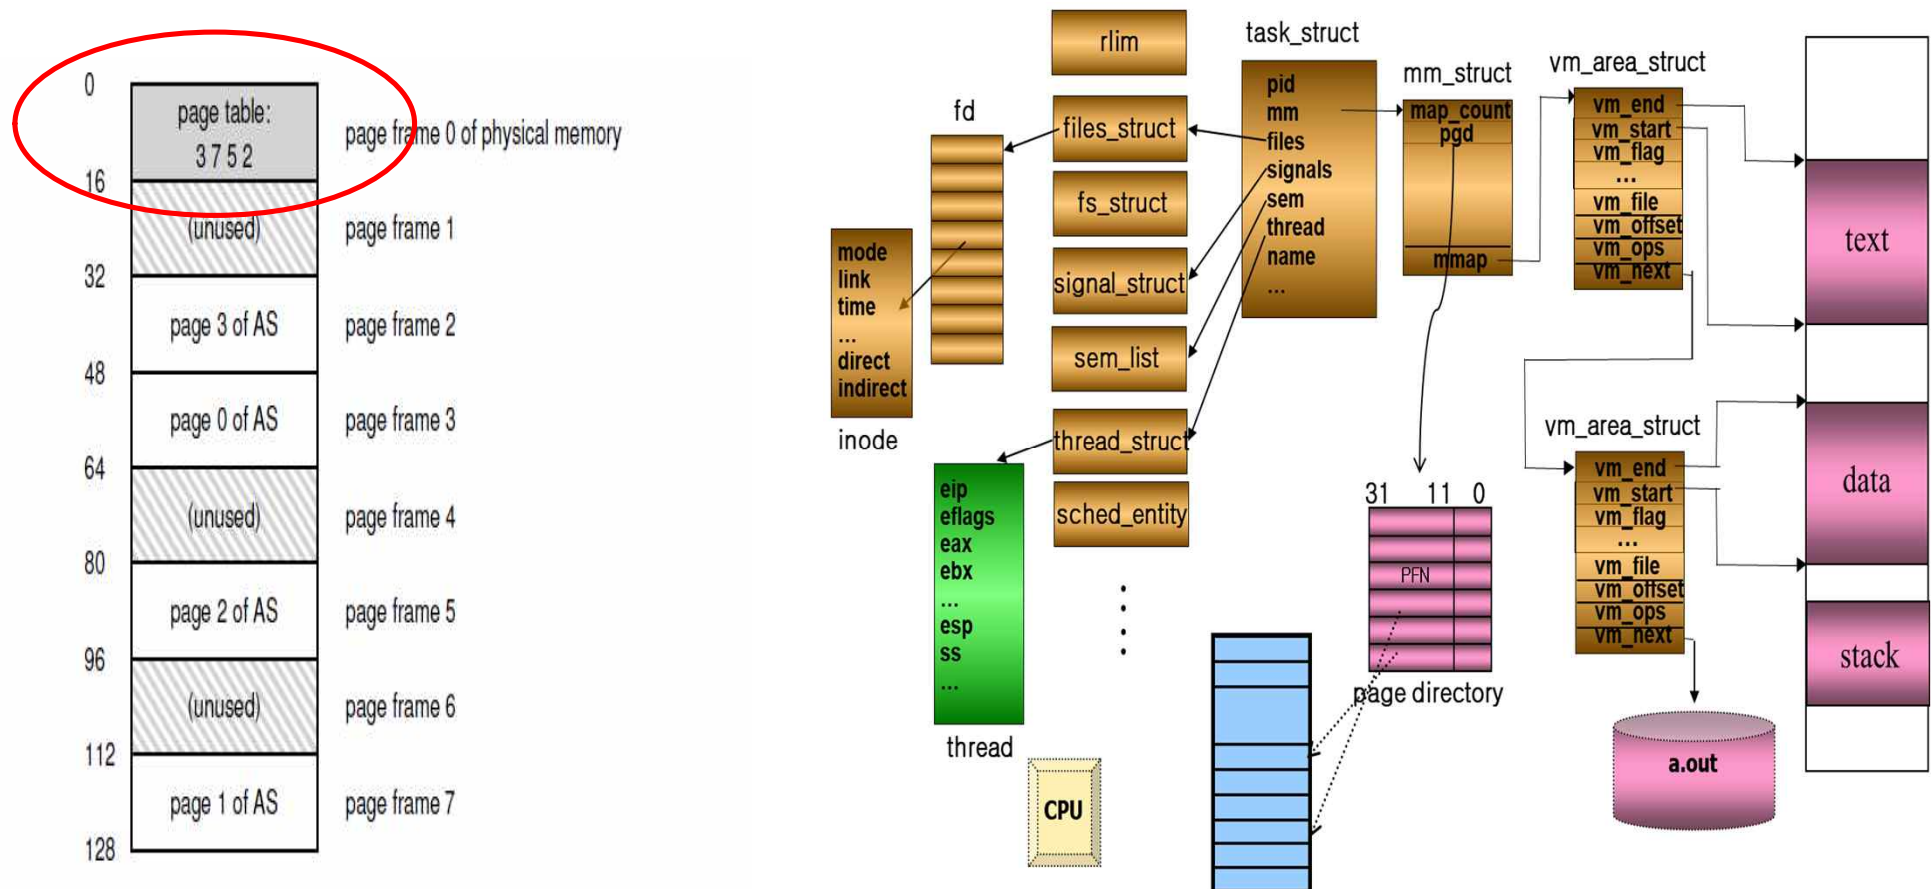 0
page table:
3 7 5 2
page frame 0 of physical memory
16
(unused)
page frame 1
32
page 3 of AS
page frame 2
48
page 0 of AS
page frame 3
64
(unused)
page frame 4
80
page 2 of AS
page frame 5
96
(unused)
page frame 6
112
page 1 of AS
page frame 7
128
mode
link
time
...
direct
indirect
inode
fd
rlim
files_struct
fs_struct
signal_struct
sem_list
thread_struct
sched_entity
eip
eflags
eax
ebx
...
esp
ss
...
thread
CPU
task_struct
pid
mm
files
signals
sem
thread
name
...
mm_struct
map_count
pgd
mmap
31 11 0
PFN
page directory
vm_area_struct
vm_end
vm_start
vm_flag
...
vm_file
vm_offset
vm_ops
vm_next
vm_area_struct
vm_end
vm_start
vm_flag
...
vm_file
vm_offset
vm_ops
vm_next
a.out
text
data
stack